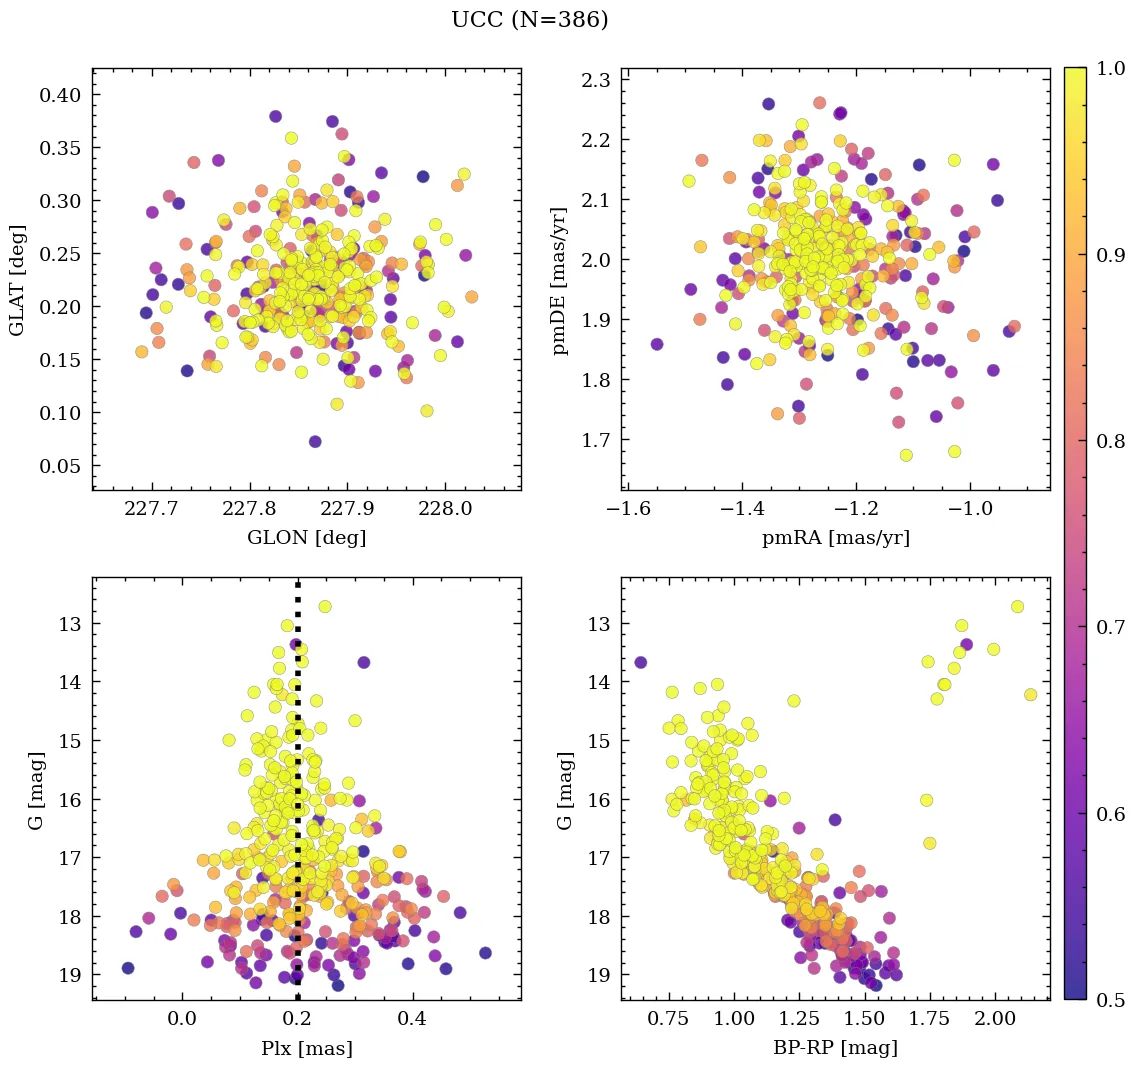 UCC (N=386)
0.40
0.35
0.30
0.25
0.20
0.15
0.10
0.05
GLAT [deg]
227.7 227.8 227.9 228.0
GLON [deg]
2.3
2.2
2.1
2.0
1.9
1.8
1.7
pmDE [mas/yr]
−1.6 −1.4 −1.2 −1.0
pmRA [mas/yr]
1.0
0.9
0.8
0.7
0.6
0.5
13
14
15
16
17
18
19
G [mag]
0.0 0.2 0.4
Plx [mas]
13
14
15
16
17
18
19
G [mag]
0.75 1.00 1.25 1.50 1.75 2.00
BP-RP [mag]